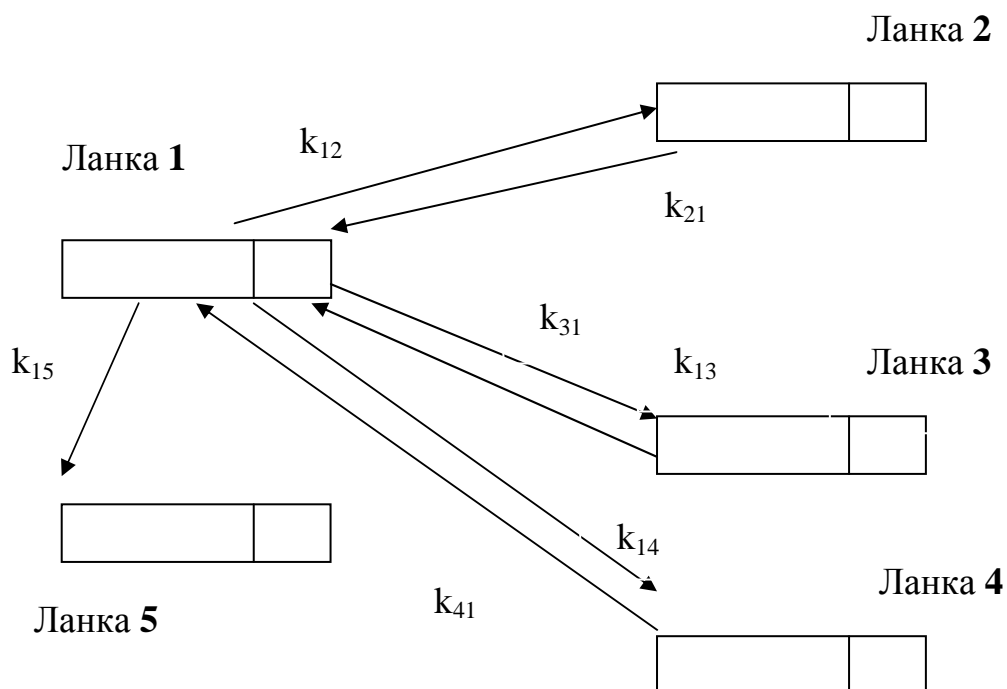 Ланка 2
k₁₂
Ланка 1
k₂₁
k₃₁
k₁₅
k₁₃
Ланка 3
k₁₄
Ланка 4
k₄₁
Ланка 5